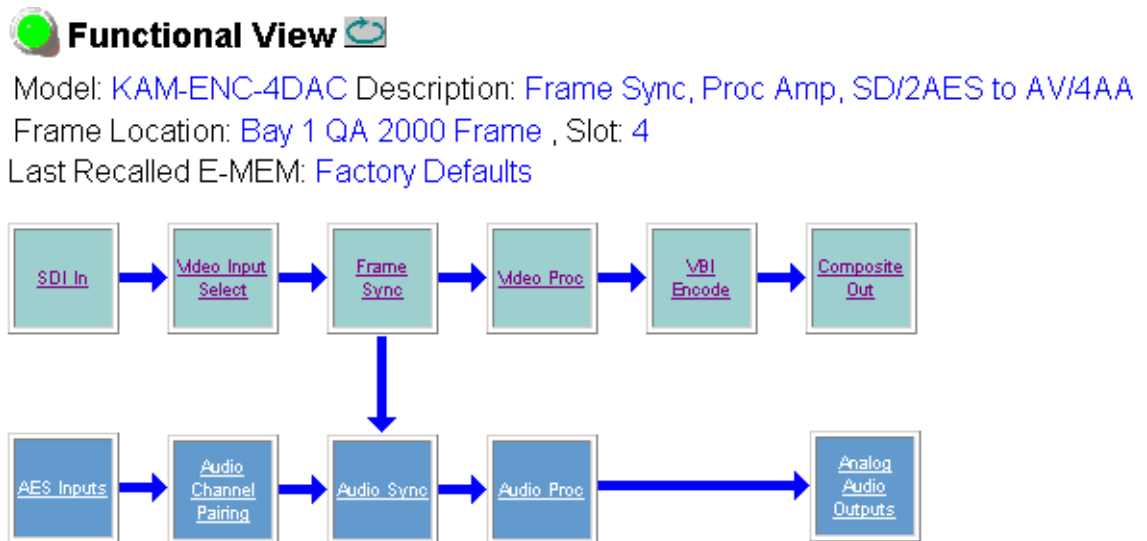 Functional View
Model: KAM-ENC-4DAC Description: Frame Sync, Proc Amp, SD/2AES to AV/4AA
Frame Location: Bay 1 QA 2000 Frame , Slot: 4
Last Recalled E-MEM: Factory Defaults
SDI In
Video Input
Select
Frame
Sync
Video Proc
VBI
Encode
Composite
Out
AES Inputs
Audio
Channel
Pairing
Audio Sync
Audio Proc
Analog
Audio
Outputs